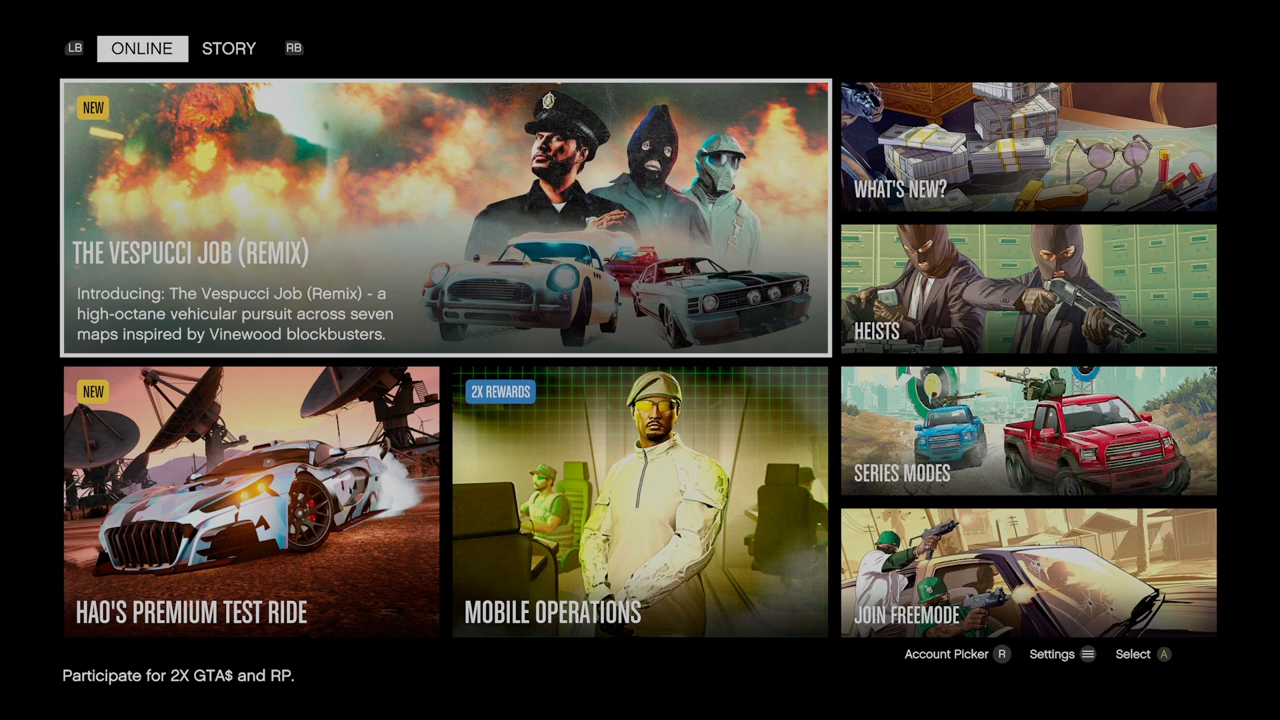 LB ONLINE STORY RB
NEW
THE VESPUCCI JOB (REMIX)
Introducing: The Vespucci Job (Remix) - a
high-octane vehicular pursuit across seven
maps inspired by Vinewood blockbusters.
WHAT'S NEW?
HEISTS
NEW
HAO'S PREMIUM TEST RIDE
2X REWARDS
MOBILE OPERATIONS
SERIES MODES
JOIN FREEMODE
Account Picker R Settings Select A
Participate for 2X GTA$ and RP.